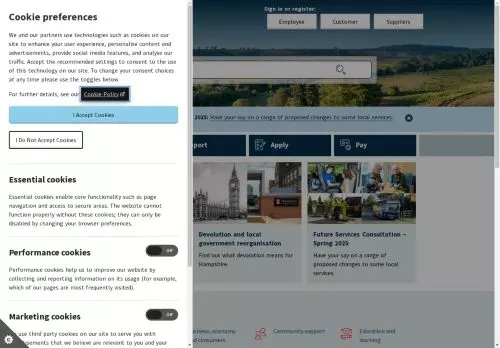 Cookie preferences
We and our partners use technologies such as cookies on our
site to enhance your user experience, personalise content and
advertisements, provide social media features, and analyse our
traffic. Accept the recommended settings to consent to the use
of this technology on our site. To change your consent choices
at any time please use the toggles below.
For further details, see our Cookie Policy
I Accept Cookies
I Do Not Accept Cookies
Essential cookies
Essential cookies enable core functionality such as page
navigation and access to secure areas. The website cannot
function properly without these cookies; they can only be
disabled by changing your browser preferences.
Performance cookies
Off
Performance cookies help us to improve our website by
collecting and reporting information on its usage (for example,
which of our pages are most frequently visited).
Marketing cookies
Off
use third party cookies on our site to serve you with
isements that we believe are relevant to you and your
Sign in or register:
Employee
Customer
Suppliers
2025: Have your say on a range of proposed changes to some local services.
port
Apply
Pay
Devolution and local
government reorganisation
Find out what devolution means for
Hampshire
Future Services Consultation –
Spring 2025
Have your say on a range of
proposed changes to some local
services.
usiness, economy
nd consumers
Community support
Education and
learning